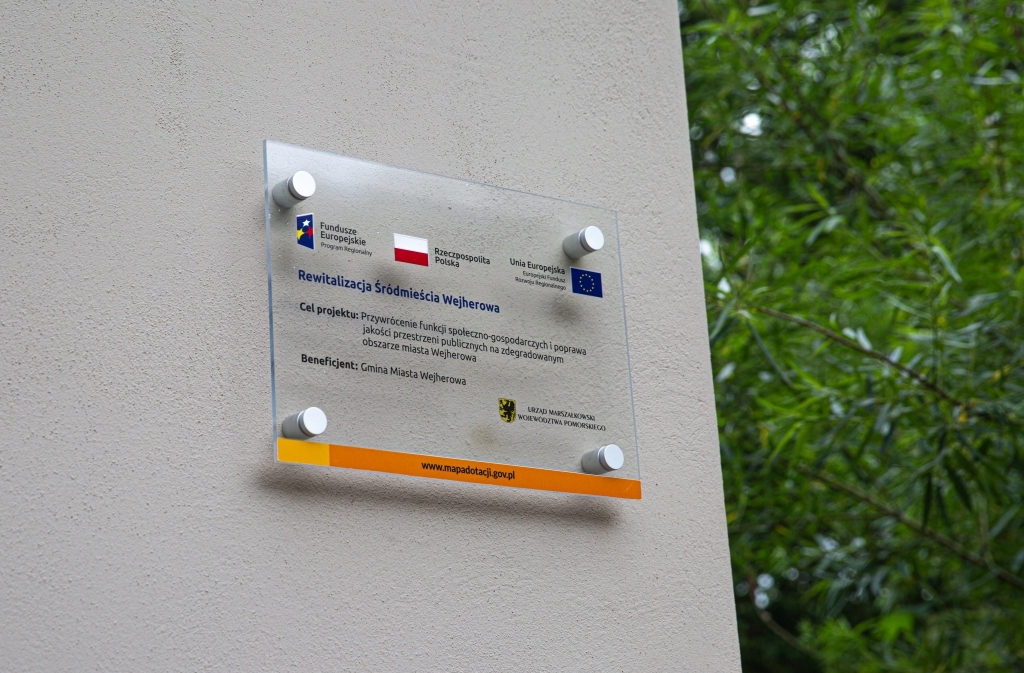 Fundusze
Europejskie
Program Regionalny
Rzeczpospolita
Polska
Unia Europejska
Europejski Fundusz
Rozwoju Regionalnego
Rewitalizacja Śródmieścia Wejherowa
Cel projektu: Przywrócenie funkcji społeczno-gospodarczych i poprawa
jakości przestrzeni publicznych na zdegradowanym
obszarze miasta Wejherowa
Beneficjent: Gmina Miasta Wejherowa
URZĄD MARSZAŁKOWSKI
WOJEWÓDZTWA POMORSKIEGO
www.mapadotacji.gov.pl